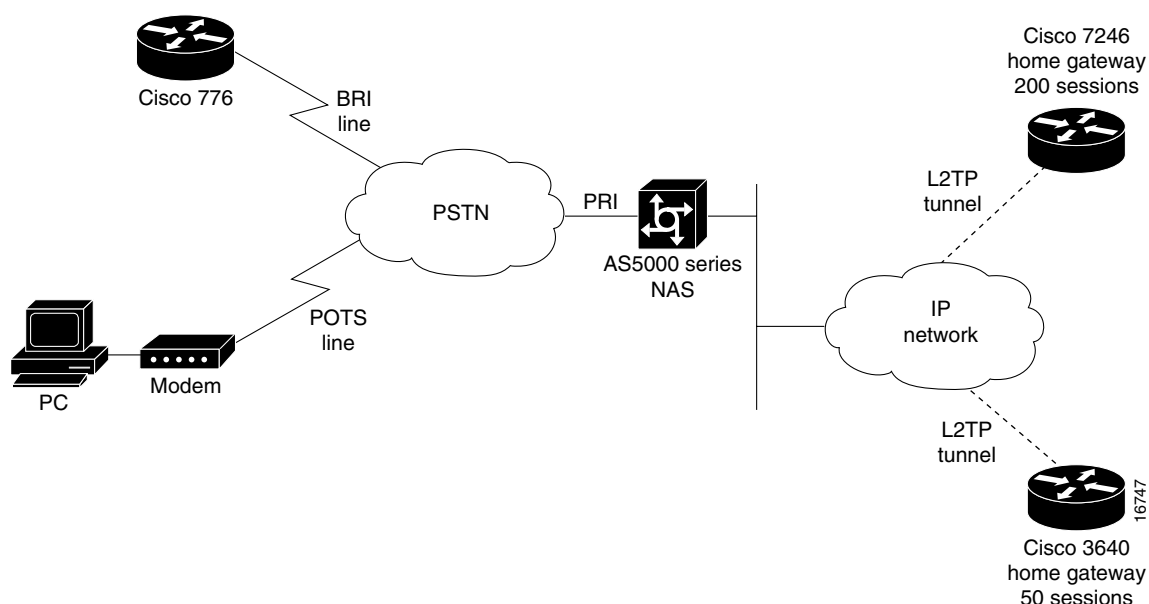 Cisco 7246
home gateway
200 sessions
Cisco 776
BRI
line
L2TP
tunnel
PSTN
PRI
AS5000 series
NAS
IP
network
POTS
line
Modem
PC
L2TP
tunnel
16747
Cisco 3640
home gateway
50 sessions